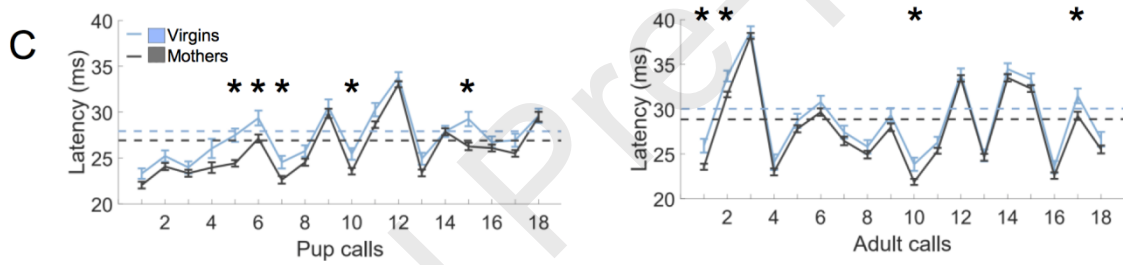 C
Virgins
Mothers
Latency (ms)
40
35
30
25
20
* * * * *
2 4 6 8 10 12 14 16 18
Pup calls
Latency (ms)
40
35
30
25
20
* * * *
2 4 6 8 10 12 14 16 18
Adult calls
Pre-